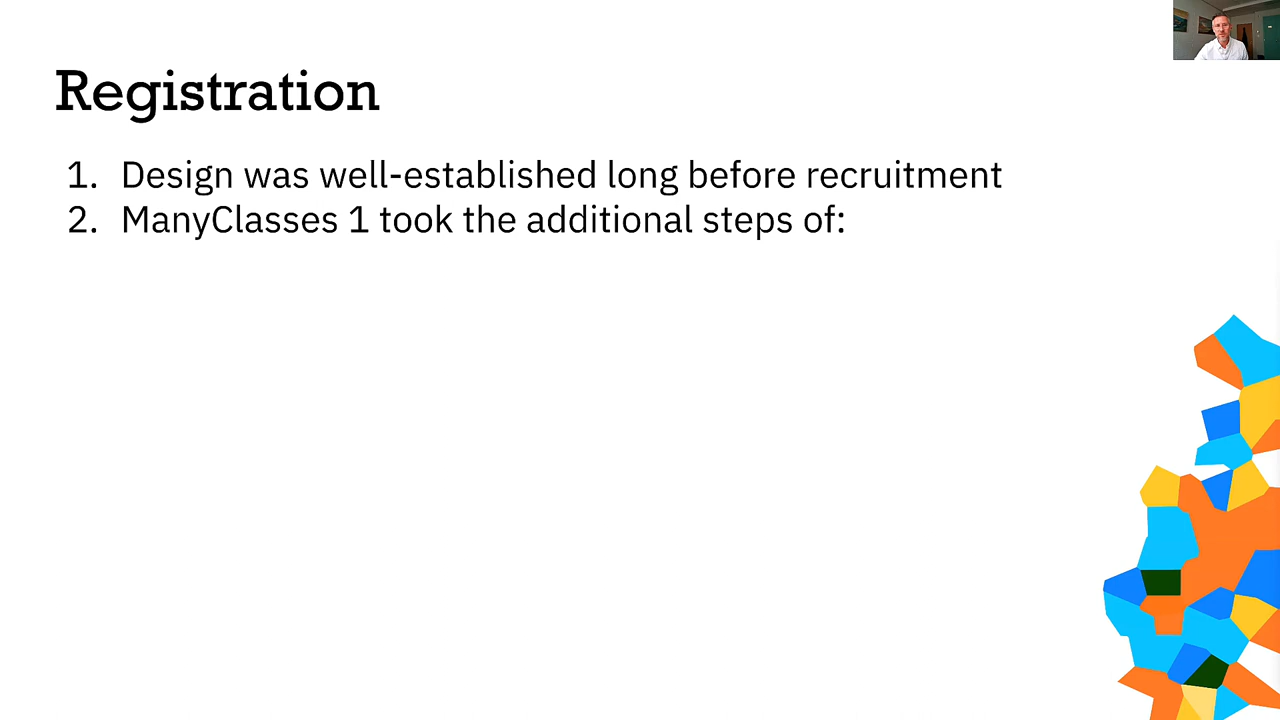 Registration
1. Design was well-established long before recruitment
2. ManyClasses 1 took the additional steps of: